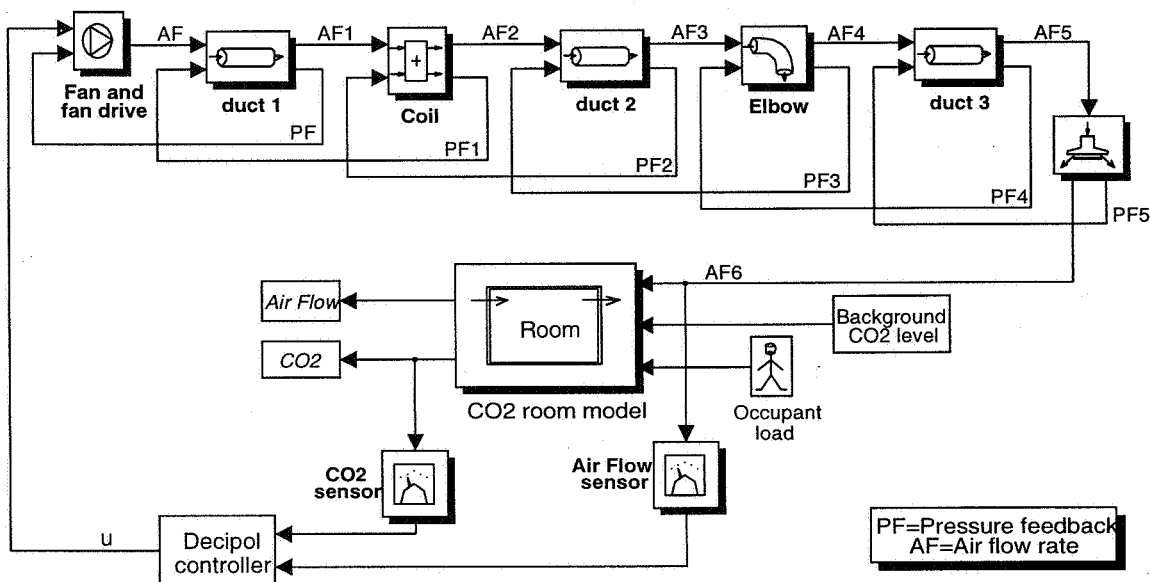 AF
AF1
AF2
AF3
AF4
AF5
Fan and
fan drive
duct 1
Coil
duct 2
Elbow
duct 3
PF
PF1
PF2
PF3
PF4
PF5
AF6
Air Flow
CO2
Room
Background
CO2 level
CO2 room model
Occupant
load
CO2
sensor
Air Flow
sensor
u
Decipol
controller
PF=Pressure feedback
AF=Air flow rate